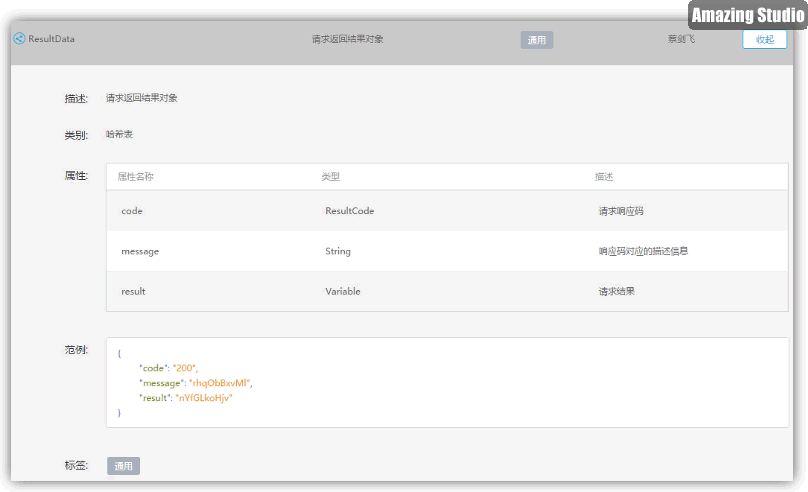 Amazing Studio
ResultData 请求返回结果对象 通用 蔡剑飞 收起
描述: 请求返回结果对象
类别: 哈希表
属性: 属性名称 类型 描述
code ResultCode 请求响应码
message String 响应码对应的描述信息
result Variable 请求结果
范例: {
"code": "200",
"message": "rhqObBxvMl",
"result": "nYfGLkoHjv"
}
标签: 通用